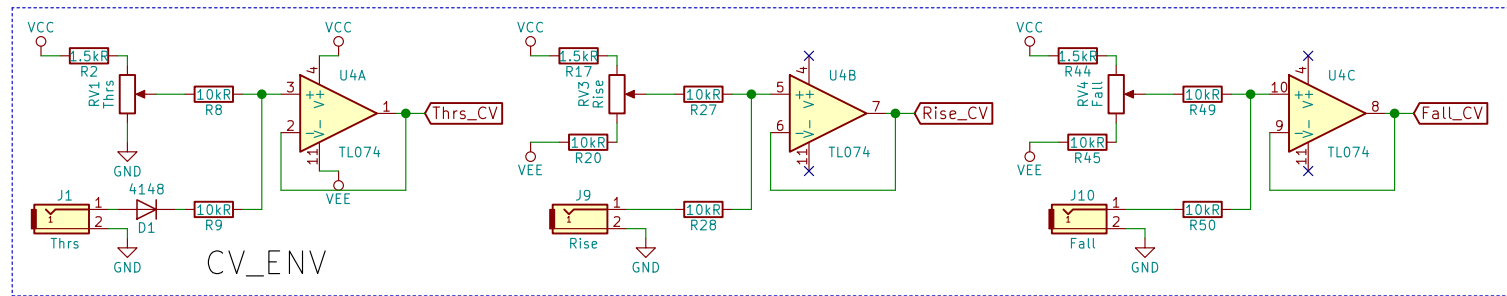 VCC
1.5kR
R2
RV1
Thrs
GND
10kR
R8
VCC
4
U4A
3
+
V+
1
2
-
V-
11
TL074
VEE
Thrs_CV
J1
1
1
2
Thrs
4148
D1
GND
10kR
R9
CV_ENV
VCC
1.5kR
R17
RV3
Rise
10kR
R20
VEE
10kR
R27
4
U4B
5
+
V+
7
6
-
V-
11
TL074
Rise_CV
J9
1
1
2
Rise
GND
10kR
R28
VCC
1.5kR
R44
RV4
Fall
10kR
R45
VEE
10kR
R49
4
U4C
10
+
V+
8
9
-
V-
11
TL074
Fall_CV
J10
1
1
2
Fall
GND
10kR
R50